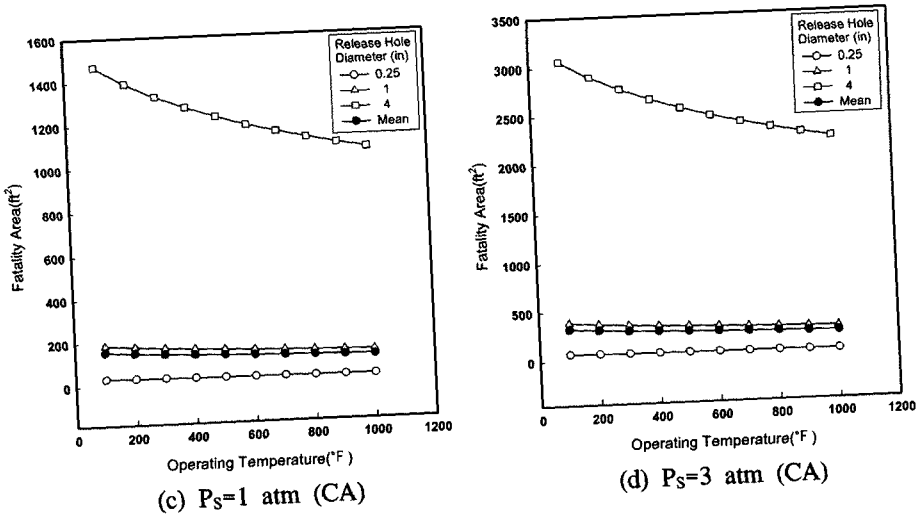 1600
1400
1200
1000
800
600
400
200
0
Fatality Area(ft²)
Release Hole
Diameter (in)
0.25
1
4
Mean
0 200 400 600 800 1000 1200
Operating Temperature(°F )
(c) Ps=1 atm (CA)
3500
3000
2500
2000
1500
1000
500
0
Fatality Area(ft²)
Release Hole
Diameter (in)
0.25
1
4
Mean
0 200 400 600 800 1000 1200
Operating Temperature(°F )
(d) Ps=3 atm (CA)